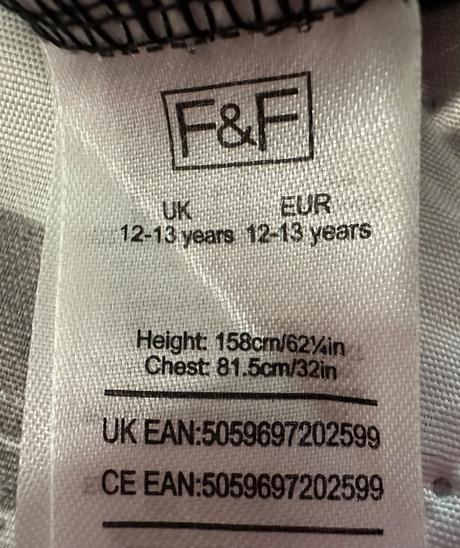 F&F
UK EUR
12-13 years 12-13 years
Height: 158cm/62¼in
Chest: 81.5cm/32in
UK EAN:5059697202599
CE EAN:5059697202599